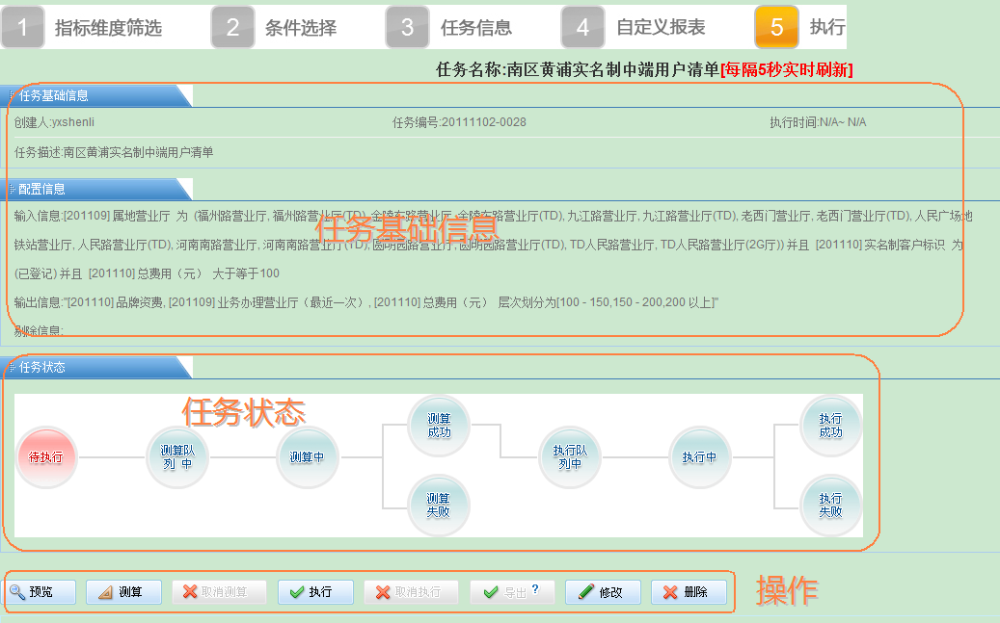 1 指标维度筛选 2 条件选择 3 任务信息 4 自定义报表 5 执行
任务名称:南区黄浦实名制中端用户清单[每隔5秒实时刷新]
任务基础信息
创建人:yxshenli 任务编号:20111102-0028 执行时间:N/A~ N/A
任务描述:南区黄浦实名制中端用户清单
配置信息
输入信息:[201109] 属地营业厅 为 (福州路营业厅, 福州路营业厅(TD), 金陵东路营业厅, 金陵东路营业厅(TD), 九江路营业厅, 九江路营业厅(TD), 老西门营业厅, 老西门营业厅(TD), 人民广场地
任务基础信息
铁站营业厅, 人民路营业厅(TD), 河南南路营业厅, 河南南路营业厅(TD), 圆明园路营业厅, 圆明园路营业厅(TD), TD人民路营业厅, TD人民路营业厅(2G厅)) 并且 [201110] 实名制客户标识 为
(已登记) 并且 [201110] 总费用（元） 大于等于100
输出信息:"[201110] 品牌资费, [201109] 业务办理营业厅（最近一次）, [201110] 总费用（元） 层次划分为[100 - 150,150 - 200,200 以上]"
剔除信息:
任务状态
任务状态
待执行
测算队
列 中
测算中
测算
成功
测算
失败
执行队
列中
执行中
执行
成功
执行
失败
预览 测算 取消测算 执行 取消执行 导出 ? 修改 删除
操作